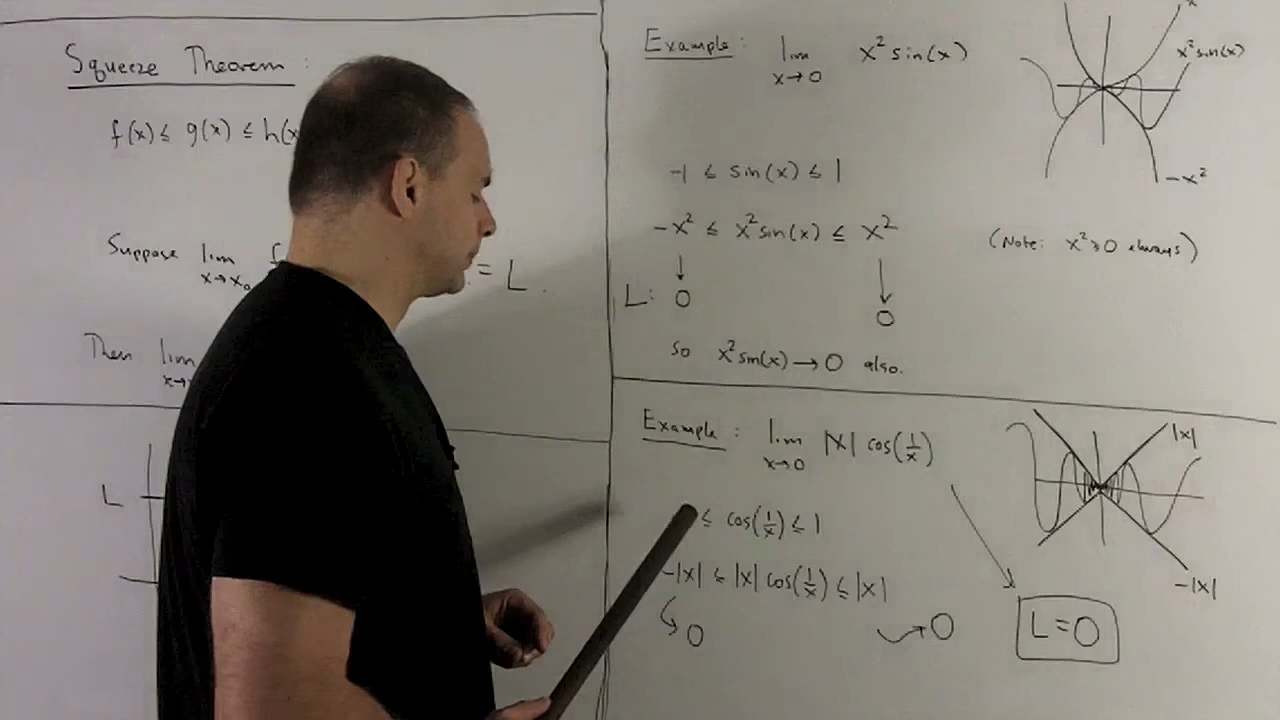 Squeeze Theorem :
f(x) ≤ g(x) ≤ h(x
Suppose lim f = L .
x→x₀
Then lim
x→
L
Example : lim x² sin(x)
x→0
-1 ≤ sin(x) ≤ 1
-x² ≤ x² sin(x) ≤ x²
(Note: x² ≥ 0 always)
L: 0 0
so x² sin(x) → 0 also.
x² sin(x)
-x²
Example : lim |x| cos(1/x)
x→0
≤ cos(1/x) ≤ 1
-|x| ≤ |x| cos(1/x) ≤ |x|
0 0
L = 0
|x|
-|x|